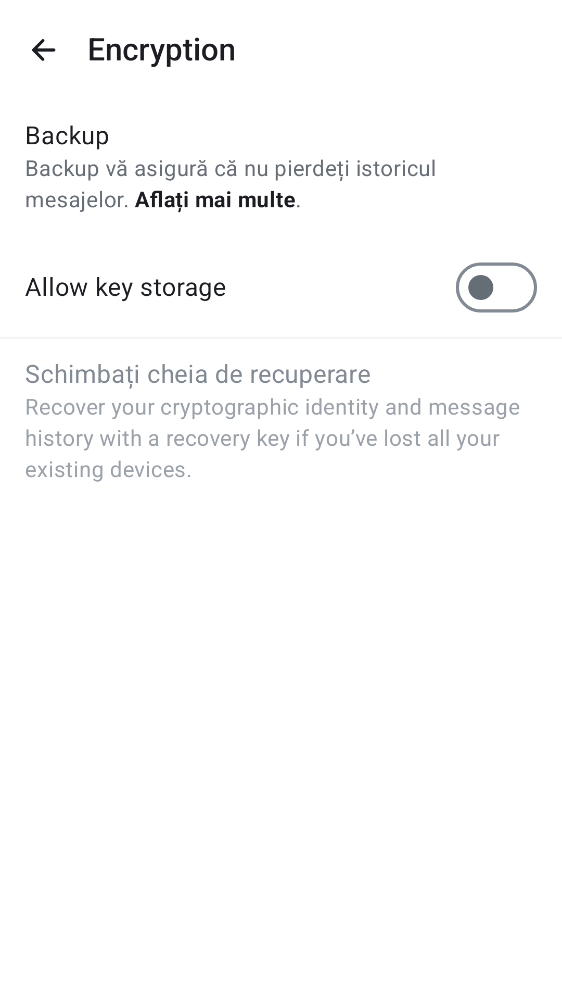 Encryption
Backup
Backup vă asigură că nu pierdeți istoricul
mesajelor. Aflați mai multe.
Allow key storage
Schimbați cheia de recuperare
Recover your cryptographic identity and message
history with a recovery key if you’ve lost all your
existing devices.